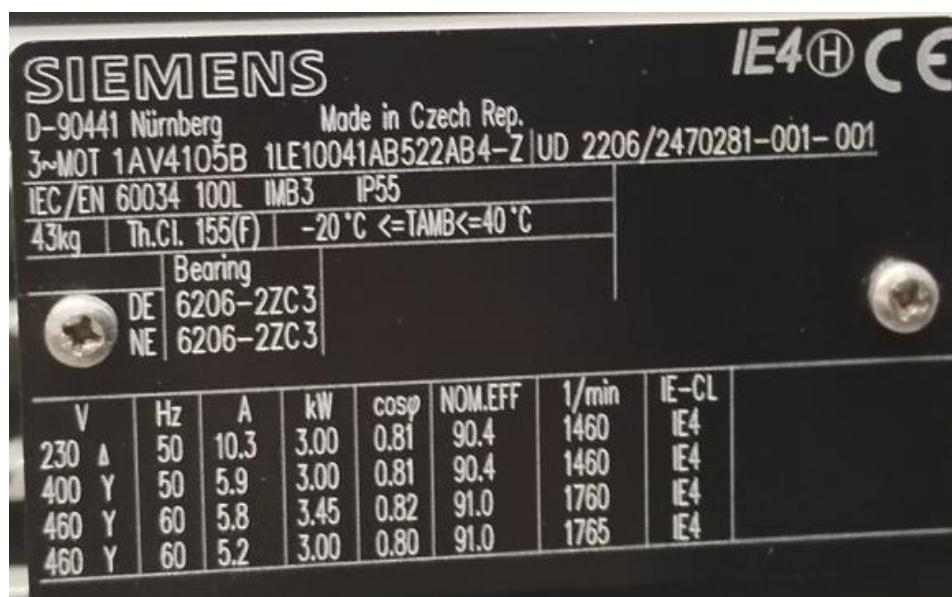 SIEMENS IE4 H CE
D-90441 Nürnberg Made in Czech Rep.
3~MOT 1AV4105B 1LE10041AB522AB4-Z UD 2206/2470281-001-001
IEC/EN 60034 100L IMB3 IP55
43kg Th.Cl. 155(F) -20°C <=TAMB<=40°C
Bearing
DE 6206-2ZC3
NE 6206-2ZC3
V Hz A kW cosφ NOM.EFF 1/min IE-CL
230 Δ 50 10.3 3.00 0.81 90.4 1460 IE4
400 Y 50 5.9 3.00 0.81 90.4 1460 IE4
460 Y 60 5.8 3.45 0.82 91.0 1760 IE4
460 Y 60 5.2 3.00 0.80 91.0 1765 IE4